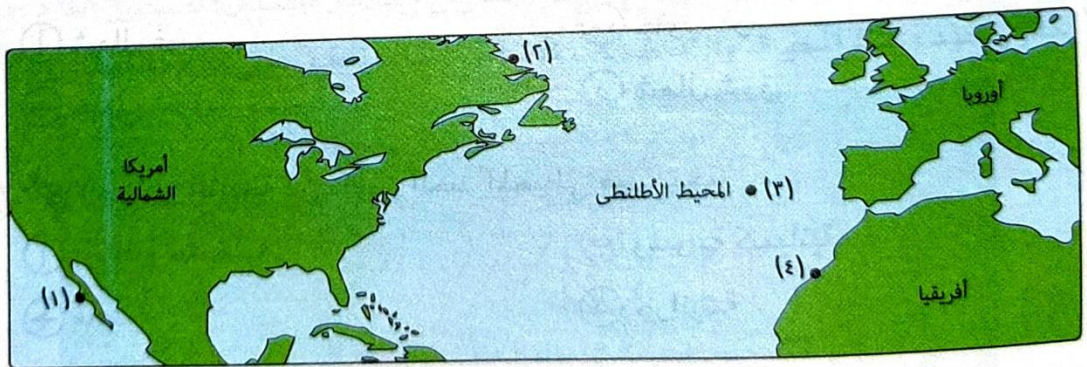 (٢)
أوروبا
أمريكا
الشمالية
(٣)
المحيط الأطلنطى
(٤)
(١)
أفريقيا